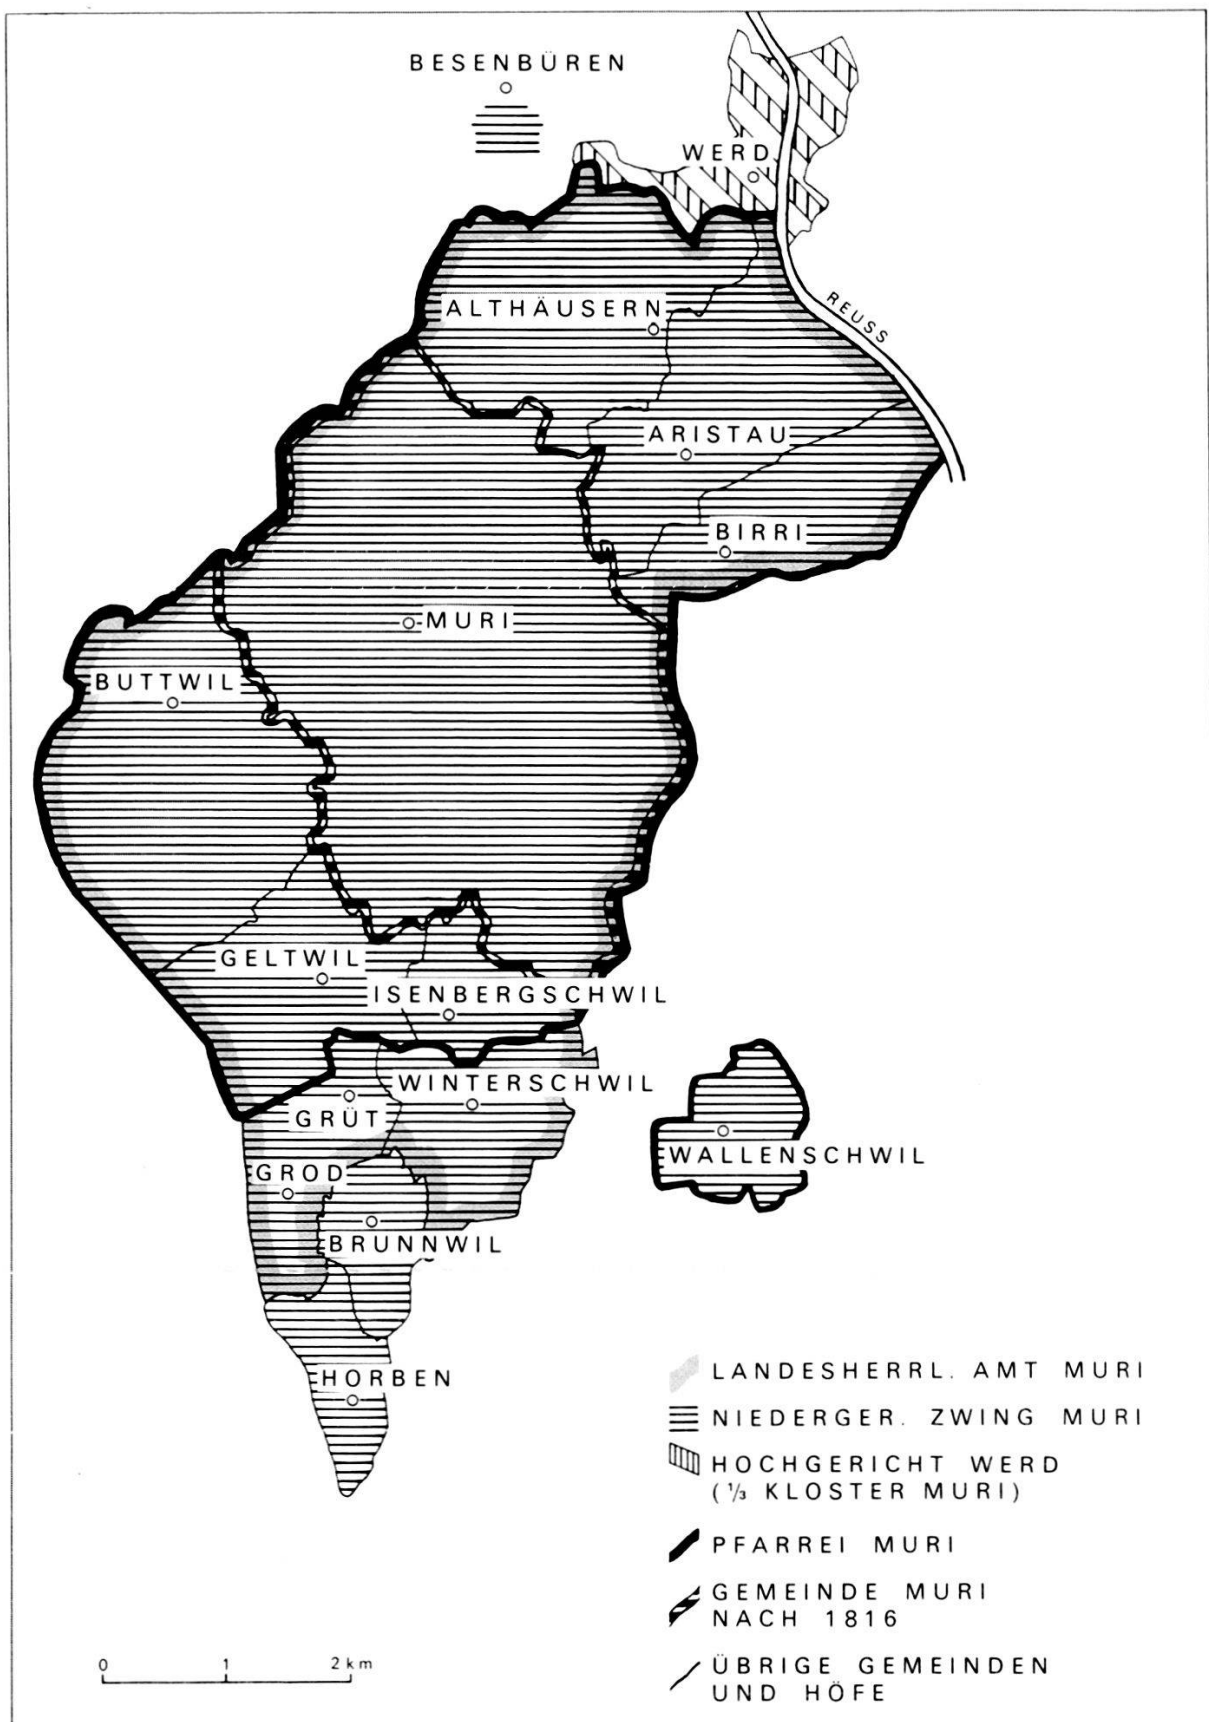 BESENBÜREN
WERD
ALTHÄUSERN
REUSS
ARISTAU
BIRRI
MURI
BUTTWIL
GELTWIL
ISENBERGSCHWIL
WINTERSCHWIL
GRÜT
WALLENSCHWIL
GROD
BRUNNWIL
HORBEN
LANDESHERRL. AMT MURI
NIEDERGER. ZWING MURI
HOCHGERICHT WERD
(⅓ KLOSTER MURI)
PFARREI MURI
GEMEINDE MURI
NACH 1816
ÜBRIGE GEMEINDEN
UND HÖFE
0 1 2 km